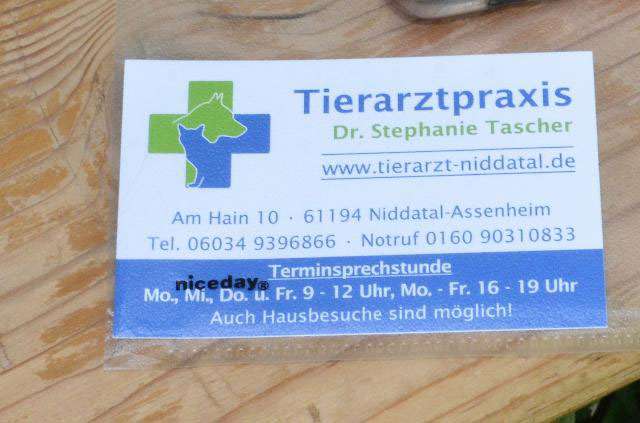 Tierarztpraxis
Dr. Stephanie Tascher
www.tierarzt-niddatal.de
Am Hain 10 · 61194 Niddatal-Assenheim
Tel. 06034 9396866 · Notruf 0160 90310833
Terminsprechstunde
niceday®
Mo., Mi., Do. u. Fr. 9 - 12 Uhr, Mo. - Fr. 16 - 19 Uhr
Auch Hausbesuche sind möglich!